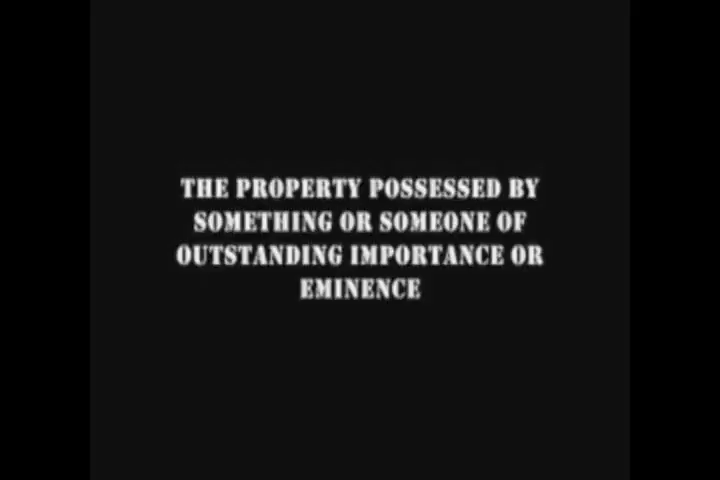 THE PROPERTY POSSESSED BY
SOMETHING OR SOMEONE OF
OUTSTANDING IMPORTANCE OR
EMINENCE